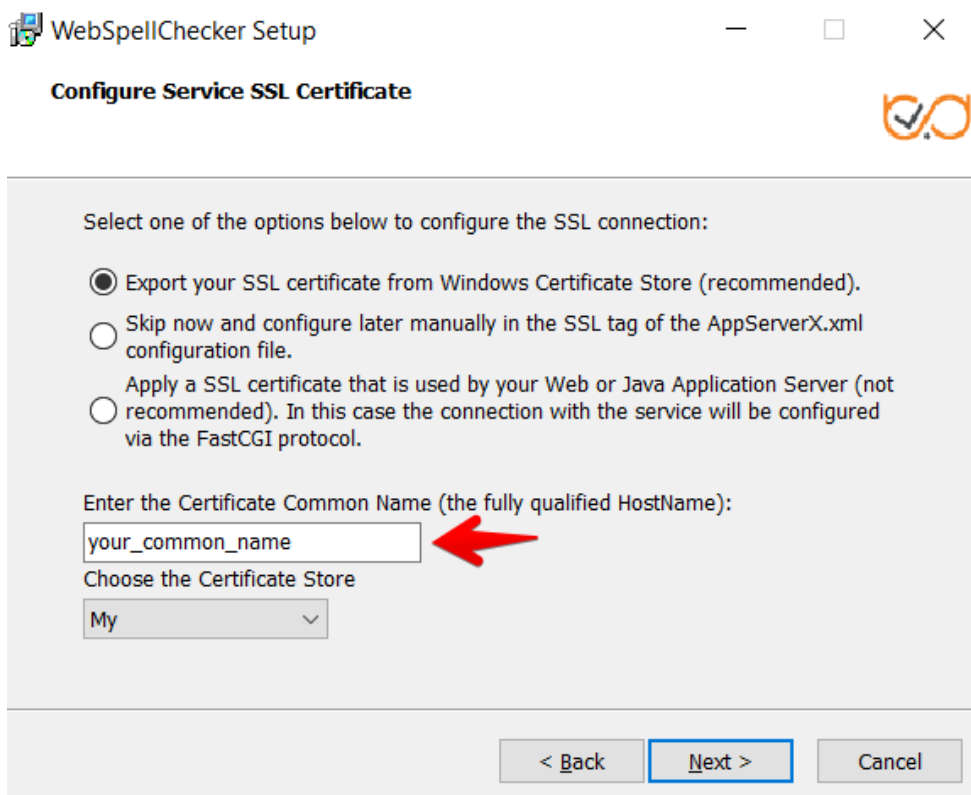 WebSpellChecker Setup
Configure Service SSL Certificate
Select one of the options below to configure the SSL connection:
Export your SSL certificate from Windows Certificate Store (recommended).
Skip now and configure later manually in the SSL tag of the AppServerX.xml
configuration file.
Apply a SSL certificate that is used by your Web or Java Application Server (not
recommended). In this case the connection with the service will be configured
via the FastCGI protocol.
Enter the Certificate Common Name (the fully qualified HostName):
your_common_name
Choose the Certificate Store
My
< Back Next > Cancel